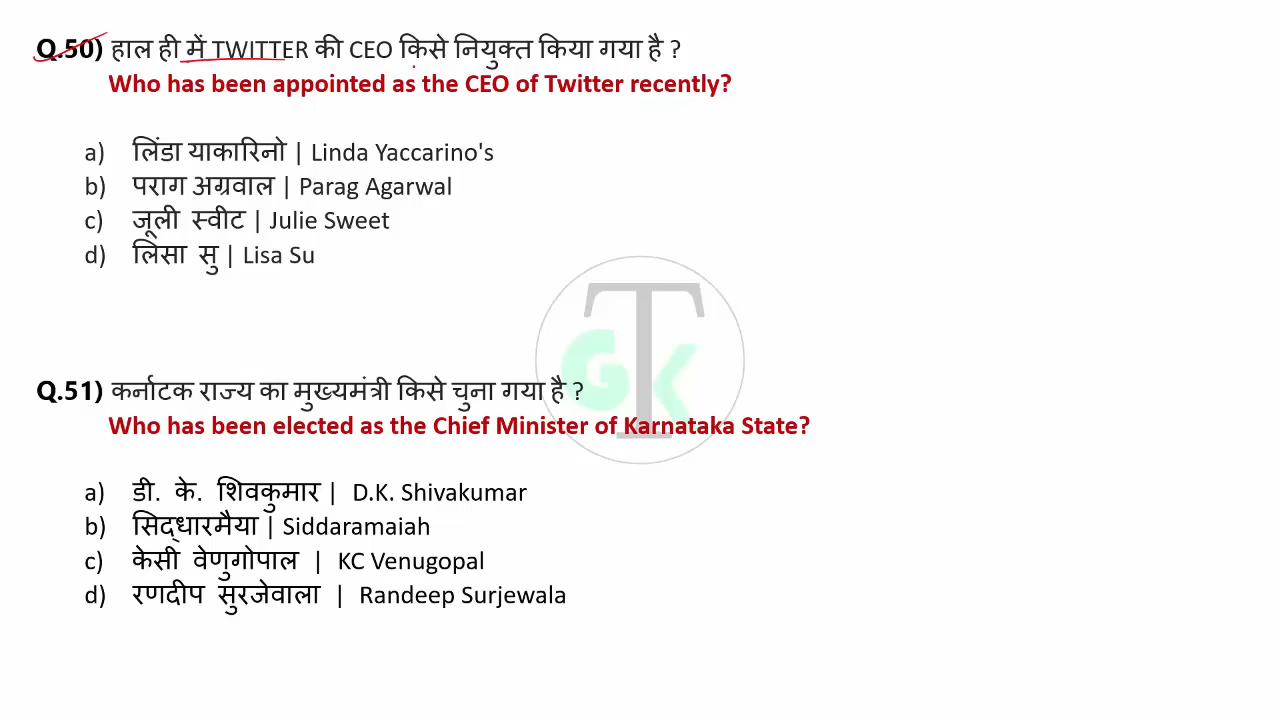 Q.50) हाल ही में TWITTER की CEO किसे नियुक्त किया गया है ?
Who has been appointed as the CEO of Twitter recently?
a) लिंडा याकारिनो | Linda Yaccarino's
b) पराग अग्रवाल | Parag Agarwal
c) जूली स्वीट | Julie Sweet
d) लिसा सु | Lisa Su
TGK
Q.51) कर्नाटक राज्य का मुख्यमंत्री किसे चुना गया है ?
Who has been elected as the Chief Minister of Karnataka State?
a) डी. के. शिवकुमार | D.K. Shivakumar
b) सिद्धारमैया | Siddaramaiah
c) केसी वेणुगोपाल | KC Venugopal
d) रणदीप सुरजेवाला | Randeep Surjewala